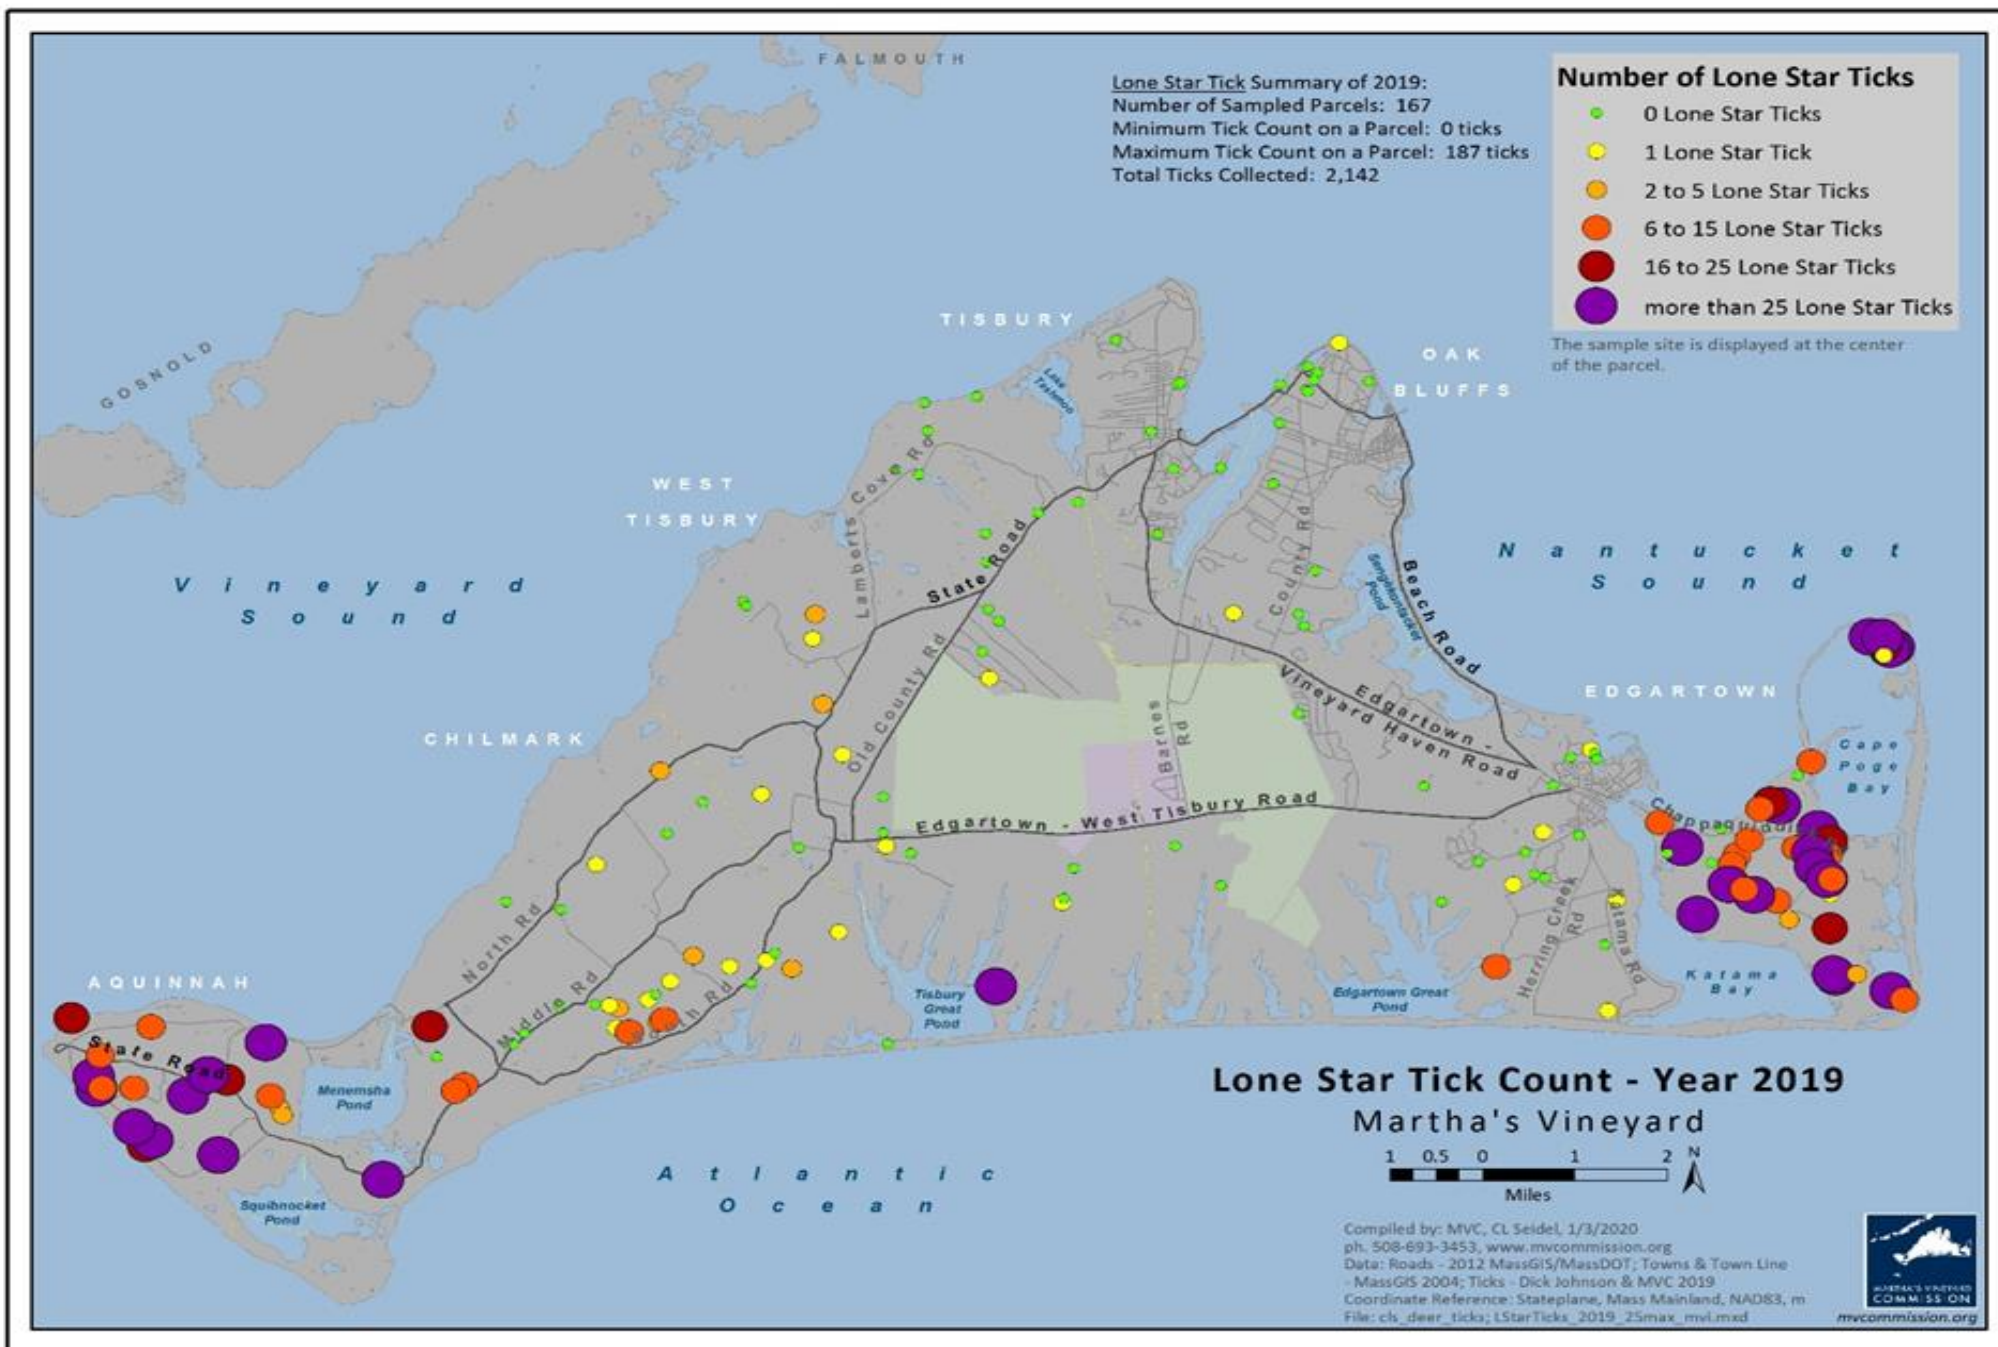 FALMOUTH
Lone Star Tick Summary of 2019:
Number of Sampled Parcels: 167
Minimum Tick Count on a Parcel: 0 ticks
Maximum Tick Count on a Parcel: 187 ticks
Total Ticks Collected: 2,142
Number of Lone Star Ticks
0 Lone Star Ticks
1 Lone Star Tick
2 to 5 Lone Star Ticks
6 to 15 Lone Star Ticks
16 to 25 Lone Star Ticks
more than 25 Lone Star Ticks
The sample site is displayed at the center
of the parcel.
GOSNOLD
TISBURY
Lake
Tashmoo
OAK
BLUFFS
WEST
TISBURY
Lamberts Cove Rd
State Road
County Rd
Sengekontacket
Pond
Beach Road
Nantucket
Sound
Vineyard
Sound
Old County Rd
EDGARTOWN
Edgartown -
Vineyard Haven Road
Barnes
Rd
CHILMARK
Cape
Poge
Bay
Edgartown - West Tisbury Road
Chappaquiddick
North Rd
Middle Rd
South Rd
Herring Creek
Rd
Katama Rd
Katama
Bay
AQUINNAH
State Road
Menemsha
Pond
Tisbury
Great
Pond
Edgartown Great
Pond
Squibnocket
Pond
Atlantic
Ocean
Lone Star Tick Count - Year 2019
Martha's Vineyard
1 0.5 0 1 2
Miles
N
Compiled by: MVC, CL Seidel, 1/3/2020
ph. 508-693-3453, www.mvcommission.org
Data: Roads - 2012 MassGIS/MassDOT; Towns & Town Line
- MassGIS 2004; Ticks - Dick Johnson & MVC 2019
Coordinate Reference: Stateplane, Mass Mainland, NAD83, m
File: cls_deer_ticks; LStarTicks_2019_25max_mvl.mxd
MARTHA'S VINEYARD
COMMISSION
mvcommission.org